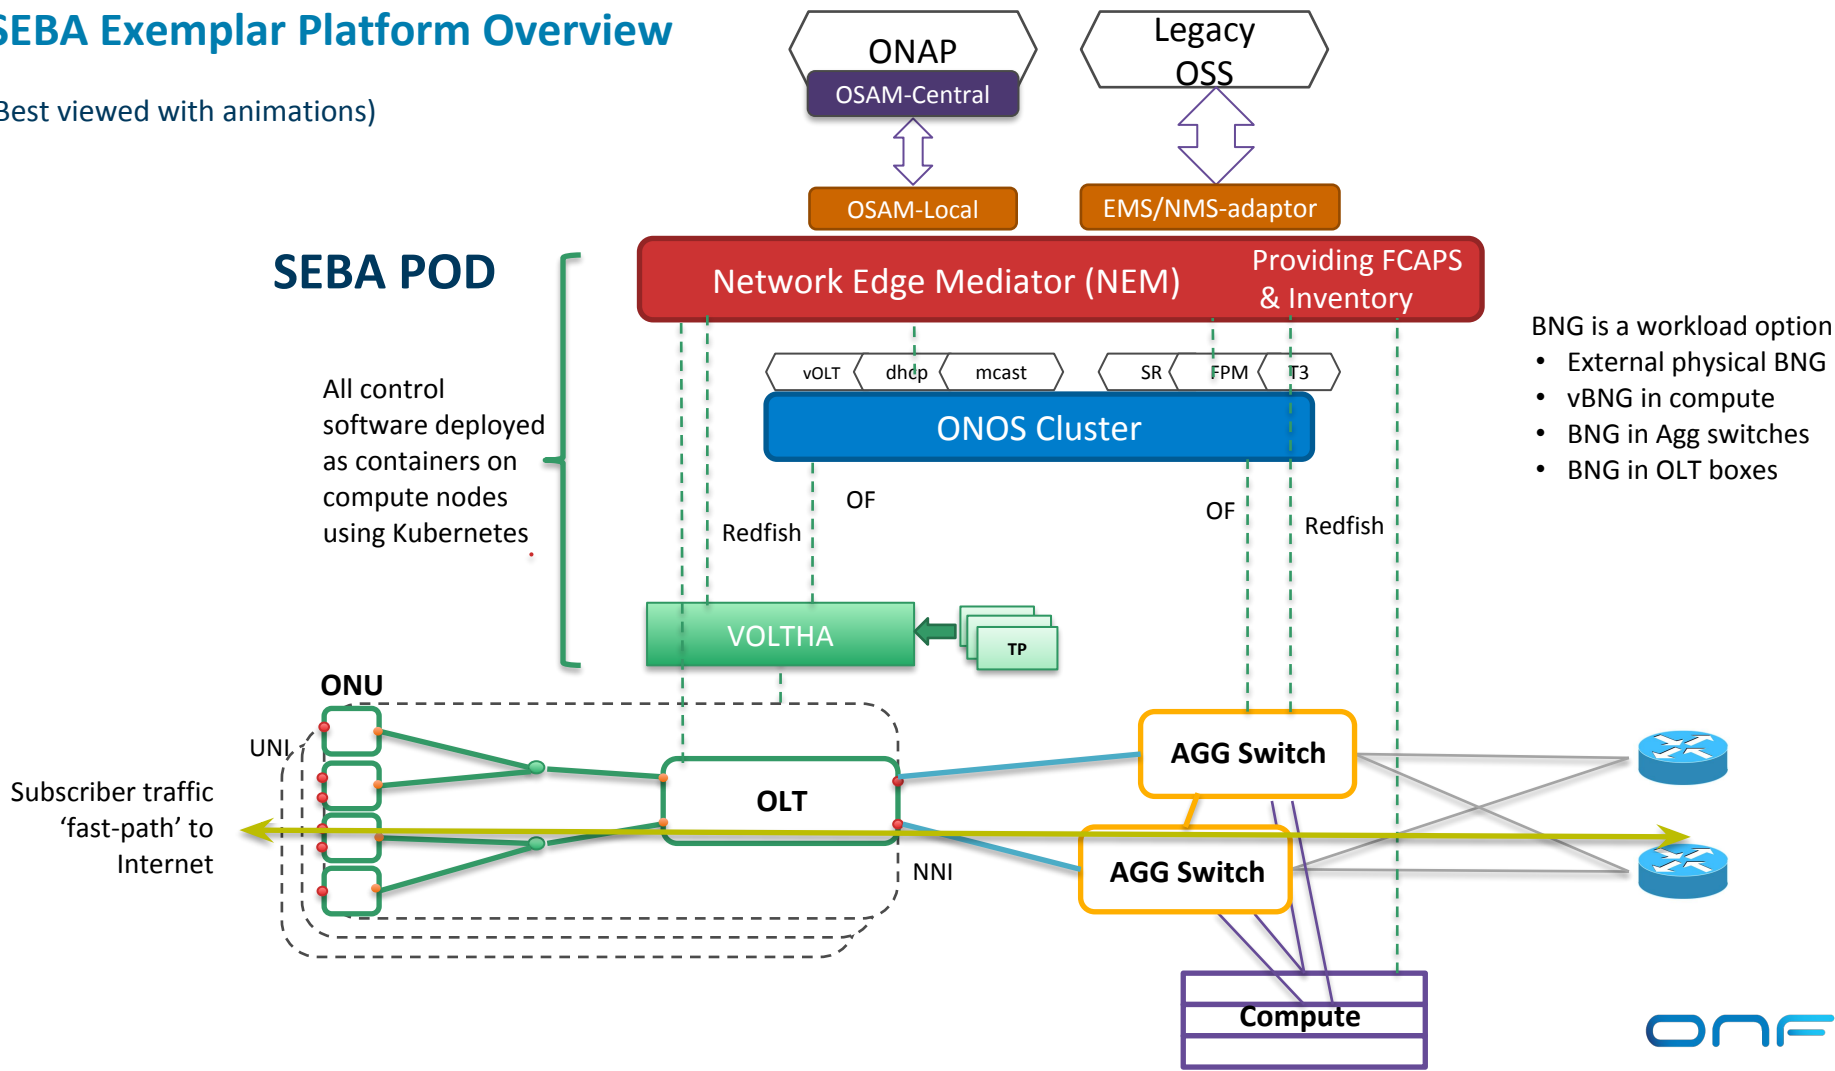 SEBA Exemplar Platform Overview
(Best viewed with animations)
ONAP
OSAM-Central
Legacy
OSS
OSAM-Local
EMS/NMS-adaptor
SEBA POD
Network Edge Mediator (NEM)
Providing FCAPS
& Inventory
All control
software deployed
as containers on
compute nodes
using Kubernetes
vOLT
dhcp
mcast
SR
FPM
T3
ONOS Cluster
BNG is a workload option
• External physical BNG
• vBNG in compute
• BNG in Agg switches
• BNG in OLT boxes
OF
Redfish
OF
Redfish
VOLTHA
TP
ONU
UNI
Subscriber traffic
‘fast-path’ to
Internet
OLT
NNI
AGG Switch
AGG Switch
Compute
ONF